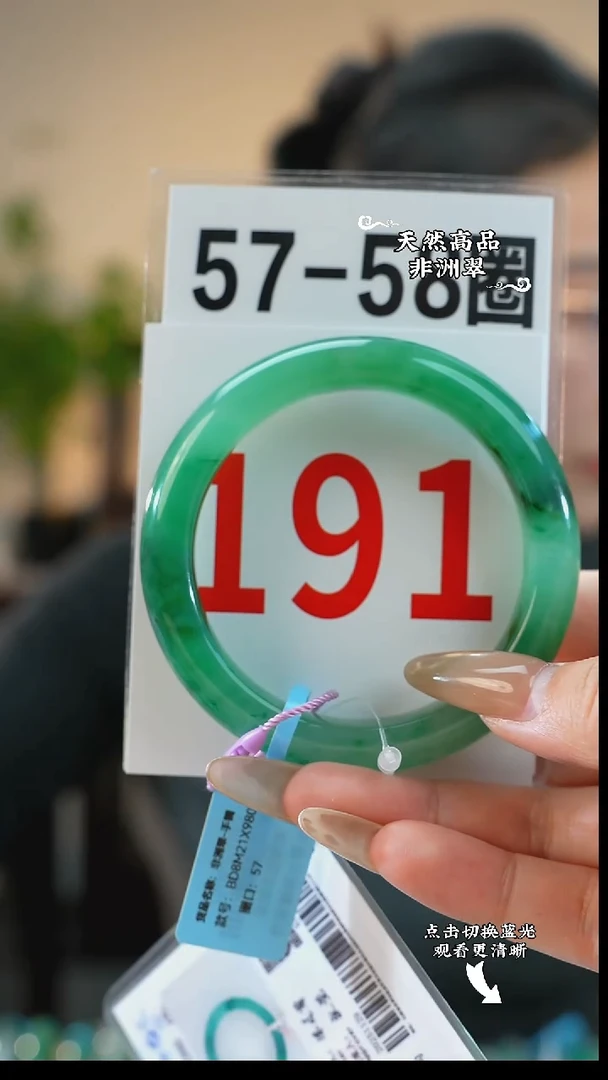 57-58圈
天然高品
非洲翠
191
货品名称: 非洲翠-手镯
款号: BD8M21X980
圈口: 57
点击切换蓝光
观看更清晰